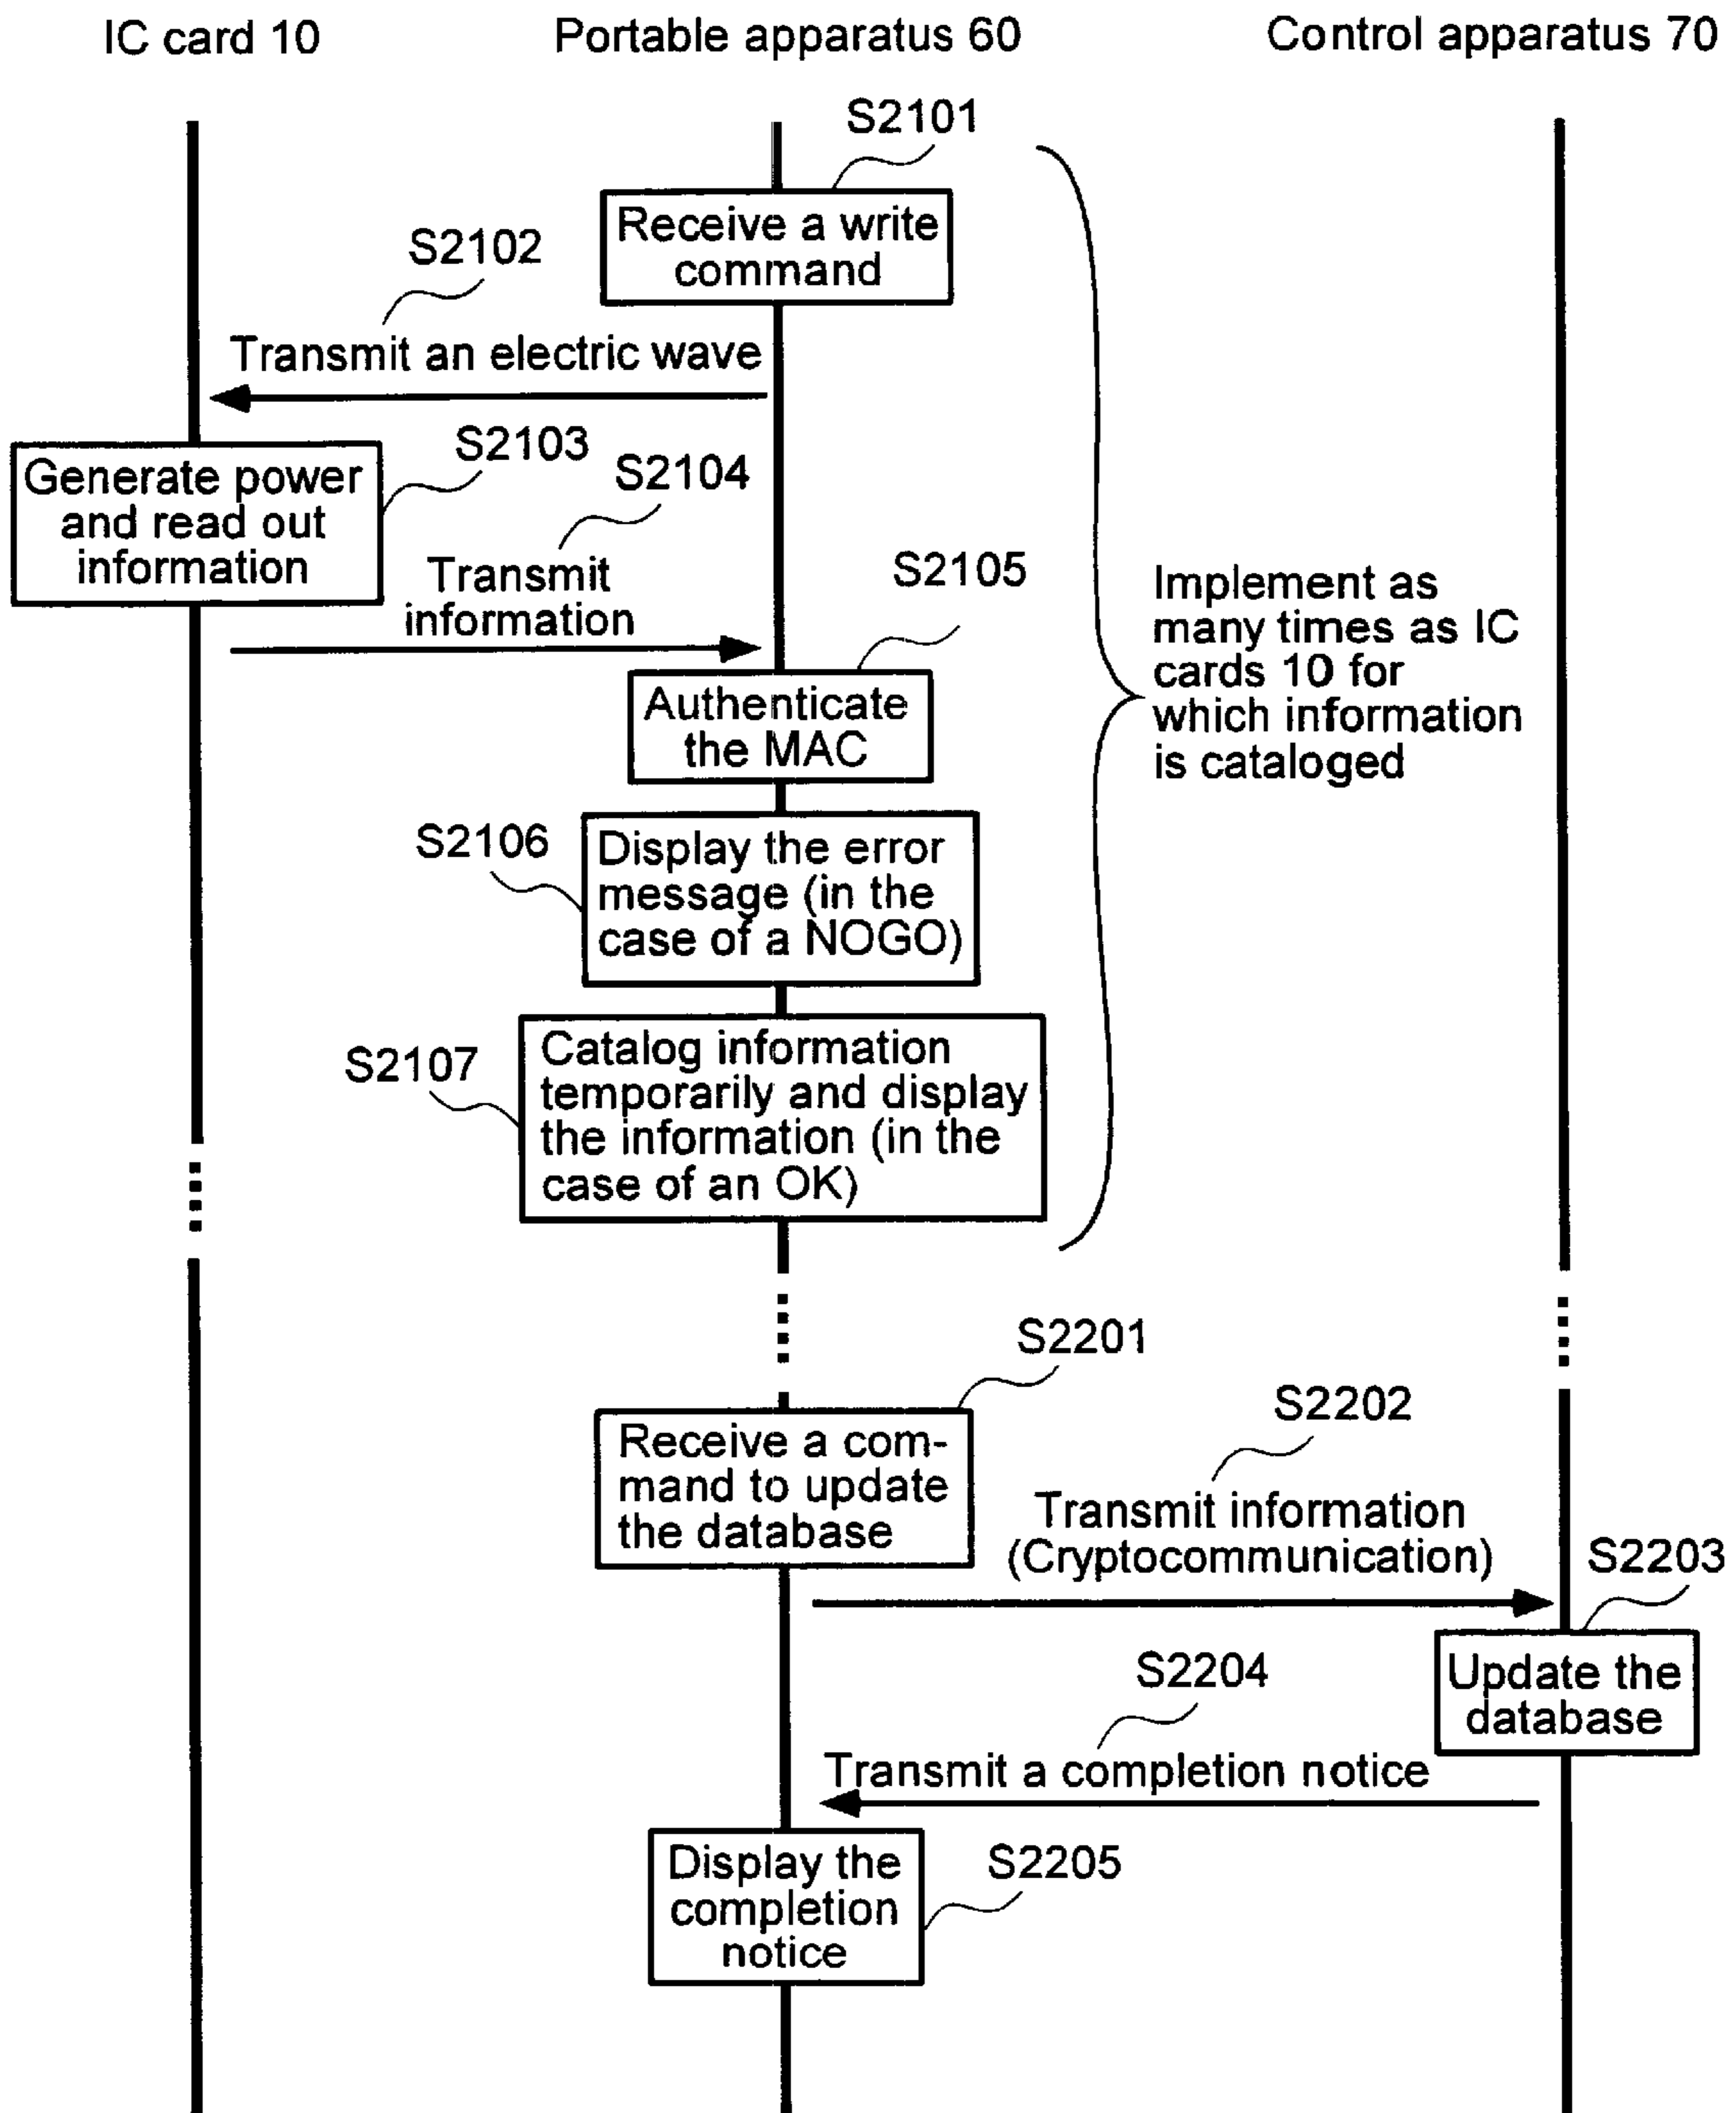 IC card 10
Portable apparatus 60
Control apparatus 70
S2101
Receive a write
command
S2102
Transmit an electric wave
S2103
Generate power
and read out
information
S2104
Transmit
information
S2105
Authenticate
the MAC
Implement as
many times as IC
cards 10 for
which information
is cataloged
S2106
Display the error
message (in the
case of a NOGO)
S2107
Catalog information
temporarily and display
the information (in the
case of an OK)
S2201
Receive a com-
mand to update
the database
S2202
Transmit information
(Cryptocommunication)
S2203
Update the
database
S2204
Transmit a completion notice
Display the
completion
notice
S2205